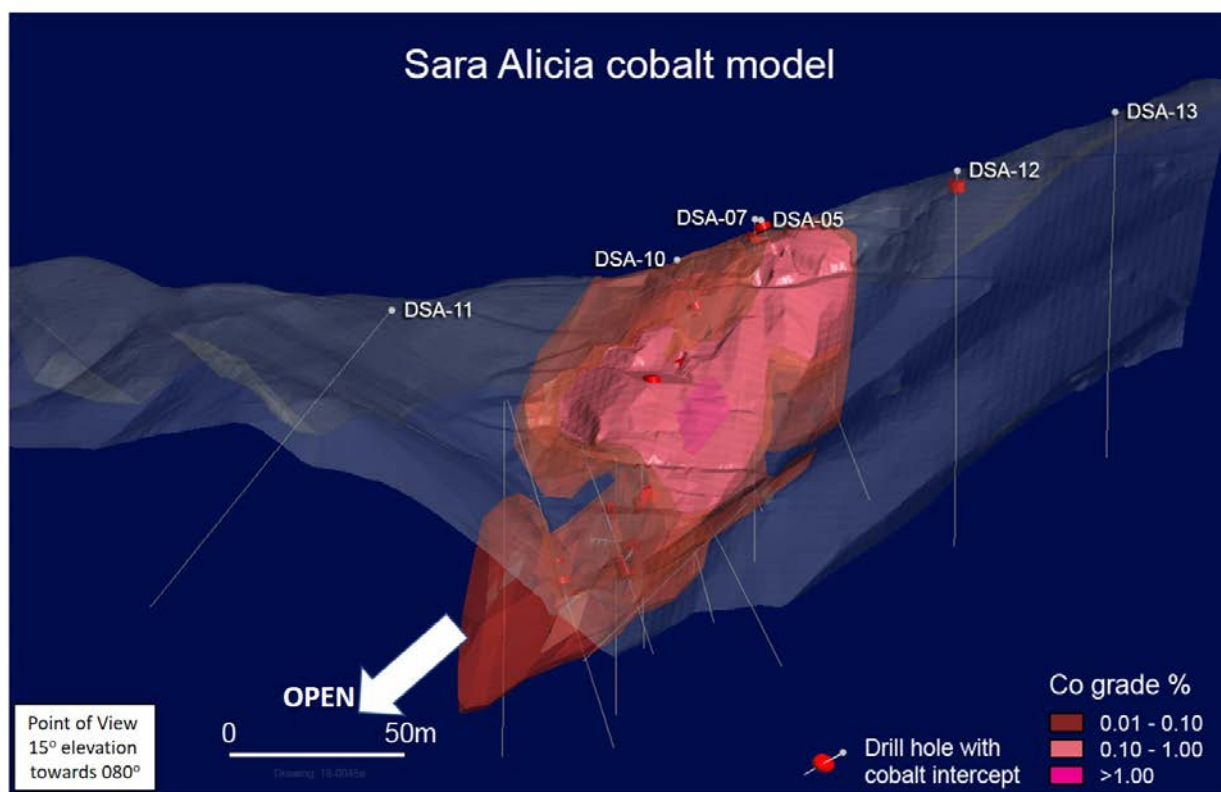 Sara Alicia cobalt model
DSA-13
DSA-12
DSA-07
DSA-05
DSA-10
DSA-11
OPEN
0 50m
Point of View
15° elevation
towards 080°
Drill hole with
cobalt intercept
Co grade %
0.01 - 0.10
0.10 - 1.00
>1.00